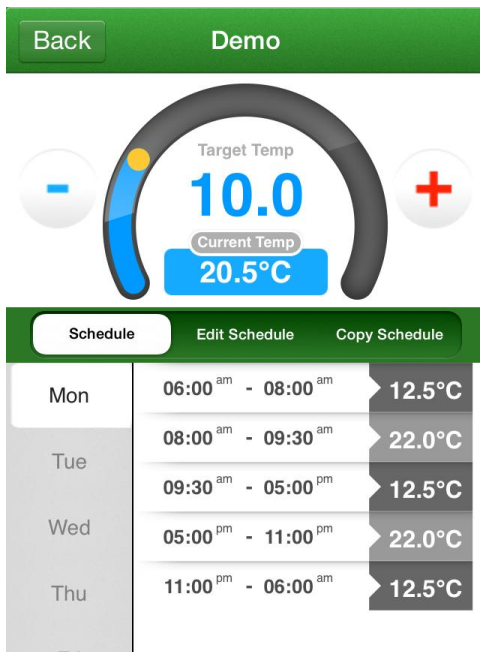 Back Demo
Target Temp
- 10.0 +
Current Temp
20.5°C
Schedule Edit Schedule Copy Schedule
Mon
Tue
Wed
Thu
06:00 am - 08:00 am 12.5°C
08:00 am - 09:30 am 22.0°C
09:30 am - 05:00 pm 12.5°C
05:00 pm - 11:00 pm 22.0°C
11:00 pm - 06:00 am 12.5°C